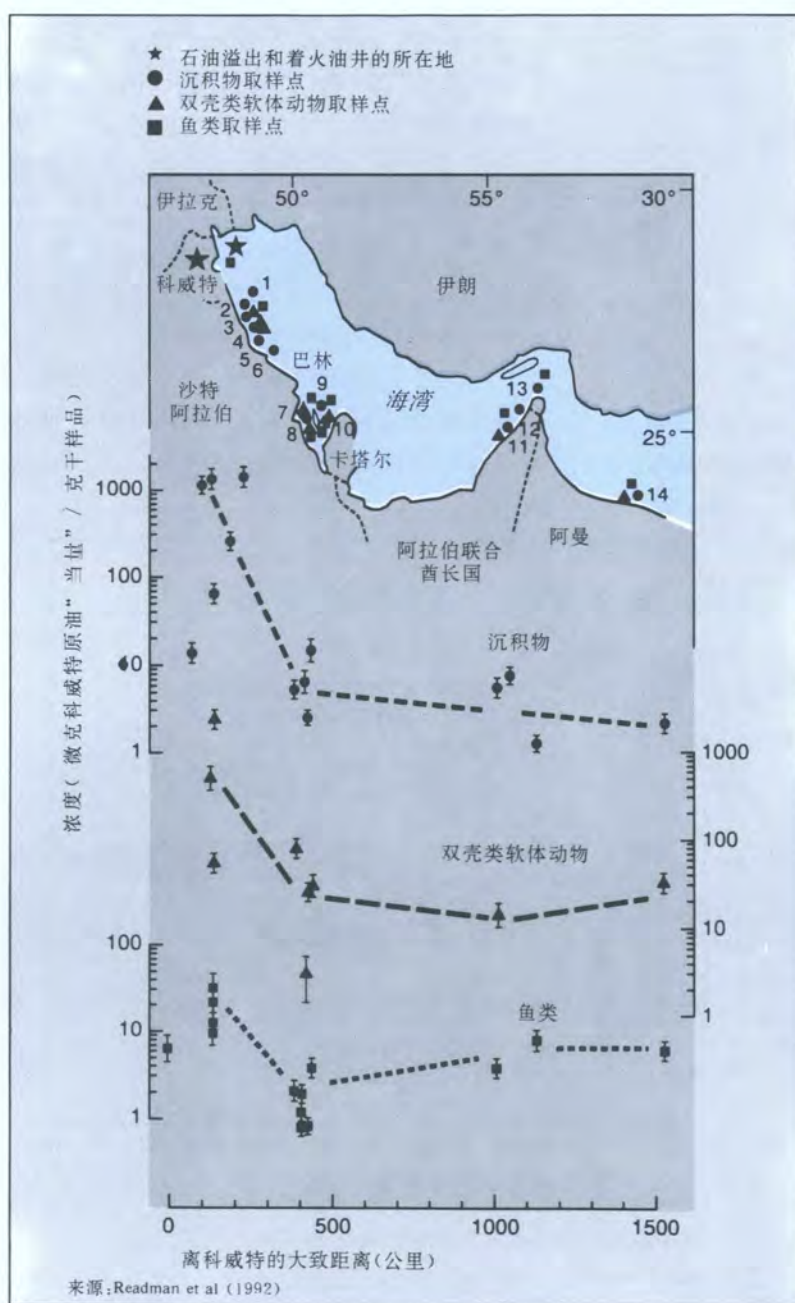 ★ 石油溢出和着火油井的所在地
● 沉积物取样点
▲ 双壳类软体动物取样点
■ 鱼类取样点
50°
55°
30°
伊拉克
科威特
伊朗
1
2
3
4
5
6
巴林
9
海湾
13
沙特
阿拉伯
7
8
10
12
11
25°
卡塔尔
14
阿拉伯联合
酋长国
阿曼
浓度(微克科威特原油"当量"/克干样品)
1000
100
10
1
沉积物
1000
100
10
1
双壳类软体动物
100
10
1
鱼类
0
500
1000
1500
离科威特的大致距离(公里)
来源:Readman et al (1992)